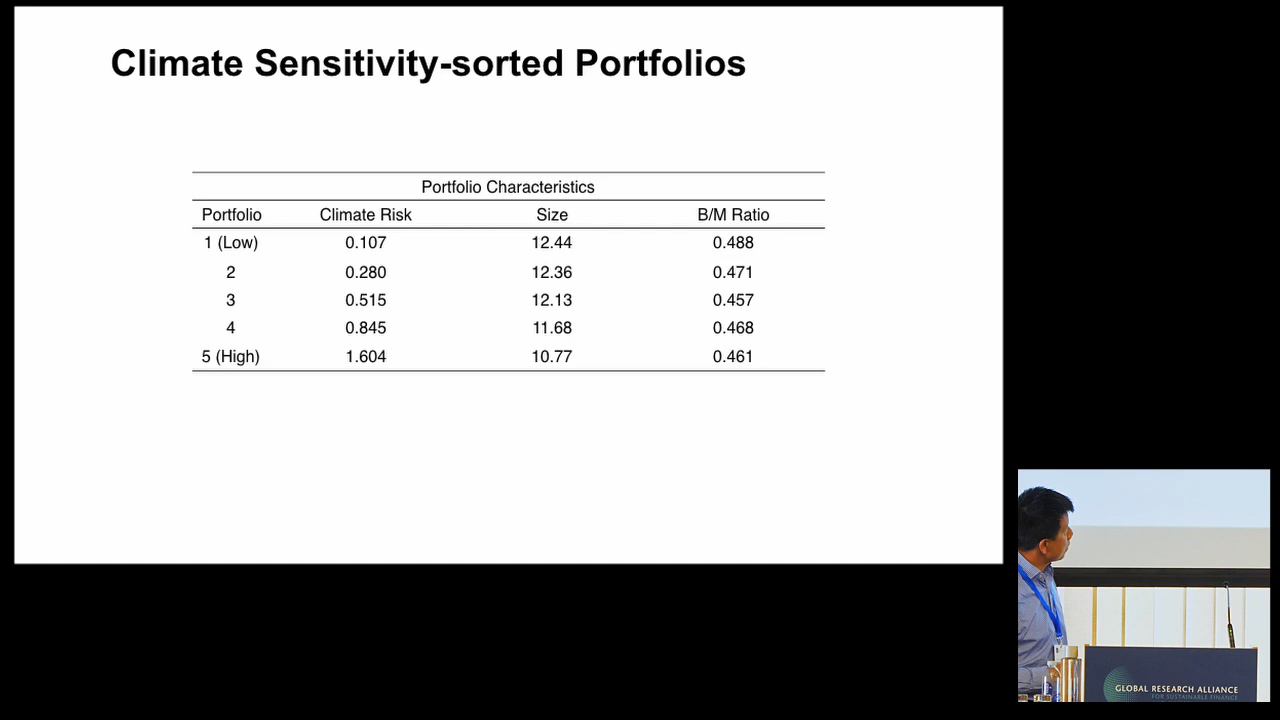 Climate Sensitivity-sorted Portfolios
Portfolio Characteristics
Portfolio Climate Risk Size B/M Ratio
1 (Low) 0.107 12.44 0.488
2 0.280 12.36 0.471
3 0.515 12.13 0.457
4 0.845 11.68 0.468
5 (High) 1.604 10.77 0.461
GLOBAL RESEARCH ALLIANCE
FOR SUSTAINABLE FINANCE